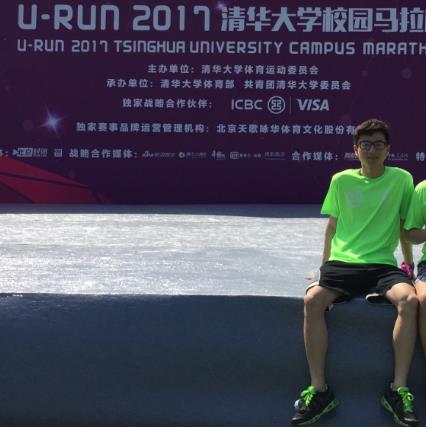 U-RUN 2017 清华大学校园马拉
U-RUN 2017 TSINGHUA UNIVERSITY CAMPUS MARATH
主办单位：清华大学体育运动委员会
承办单位：清华大学体育部 共青团清华大学委员会
独家战略合作伙伴： ICBC VISA
独家赛事品牌运营管理机构：北京天歌咏华体育文化股份有
战略合作媒体： 合作媒体： 特